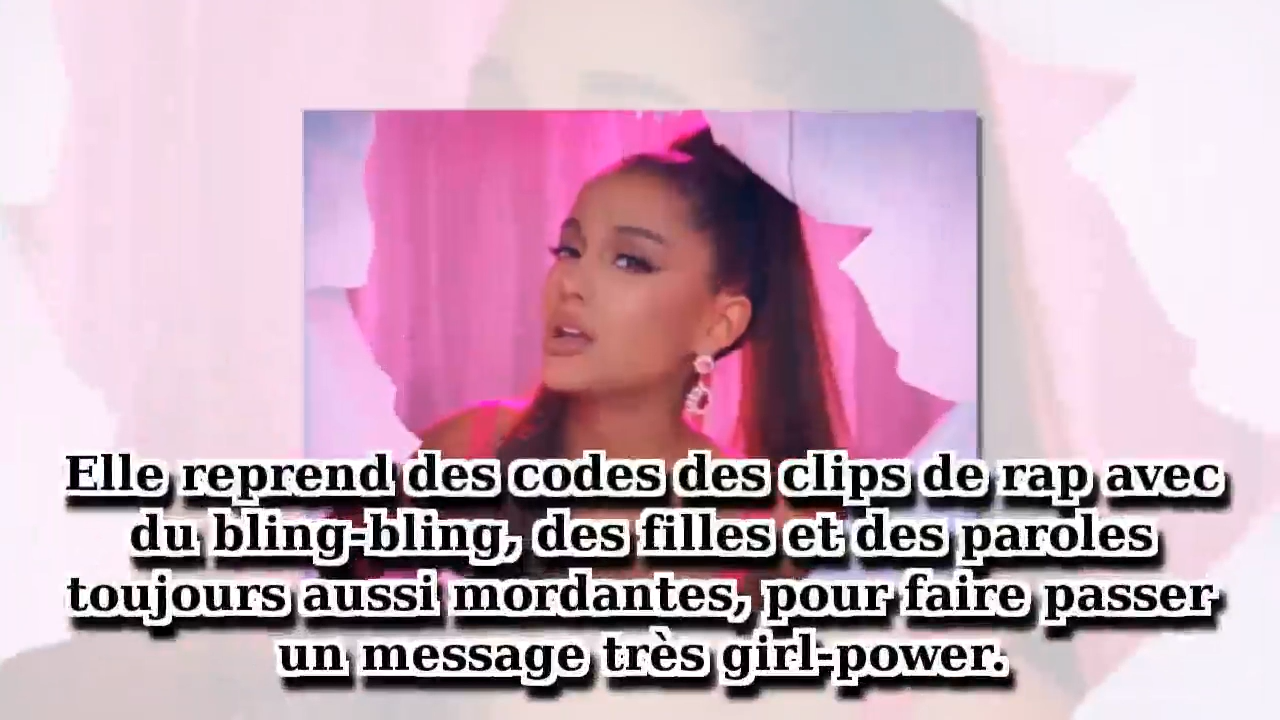 Elle reprend des codes des clips de rap avec
du bling-bling, des filles et des paroles
toujours aussi mordantes, pour faire passer
un message très girl-power.